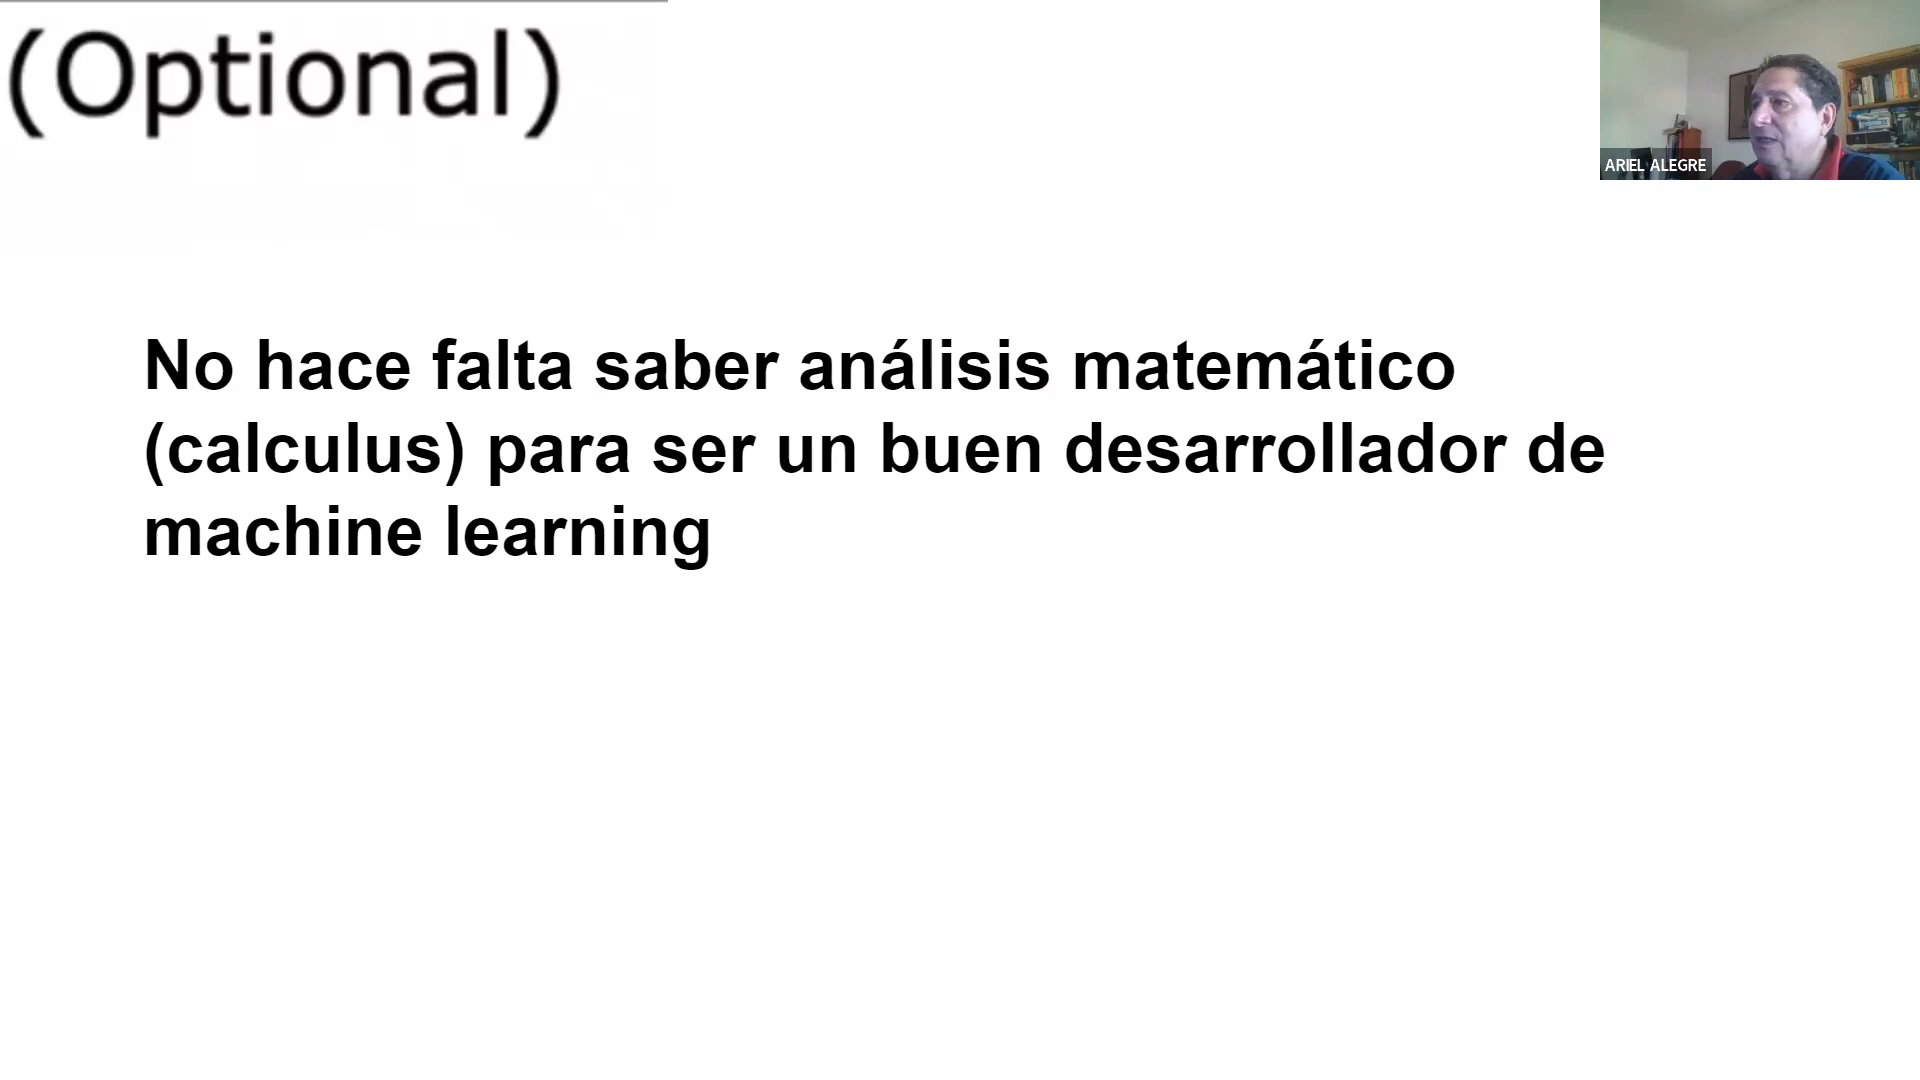 (Optional)
ARIEL ALEGRE
No hace falta saber análisis matemático
(calculus) para ser un buen desarrollador de
machine learning